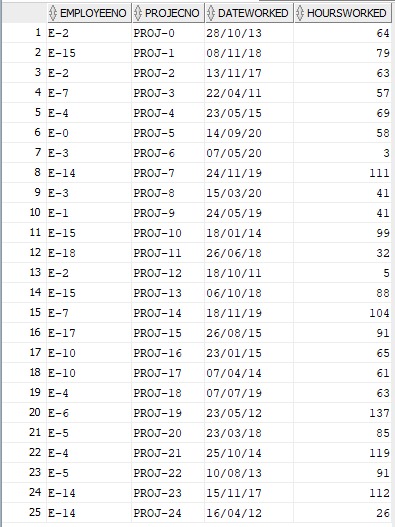 EMPLOYEENO PROJECNO DATEWORKED HOURSWORKED
1 E-2 PROJ-0 28/10/13 64
2 E-15 PROJ-1 08/11/18 79
3 E-2 PROJ-2 13/11/17 63
4 E-7 PROJ-3 22/04/11 57
5 E-4 PROJ-4 23/05/15 69
6 E-0 PROJ-5 14/09/20 58
7 E-3 PROJ-6 07/05/20 3
8 E-14 PROJ-7 24/11/19 111
9 E-3 PROJ-8 15/03/20 41
10 E-1 PROJ-9 24/05/19 41
11 E-15 PROJ-10 18/01/14 99
12 E-18 PROJ-11 26/06/18 32
13 E-2 PROJ-12 18/10/11 5
14 E-15 PROJ-13 06/10/18 88
15 E-7 PROJ-14 18/11/19 104
16 E-17 PROJ-15 26/08/15 91
17 E-10 PROJ-16 23/01/15 65
18 E-10 PROJ-17 07/04/14 61
19 E-4 PROJ-18 07/07/19 63
20 E-6 PROJ-19 23/05/12 137
21 E-5 PROJ-20 23/03/18 85
22 E-4 PROJ-21 25/10/14 119
23 E-5 PROJ-22 10/08/13 91
24 E-14 PROJ-23 15/11/17 112
25 E-14 PROJ-24 16/04/12 26